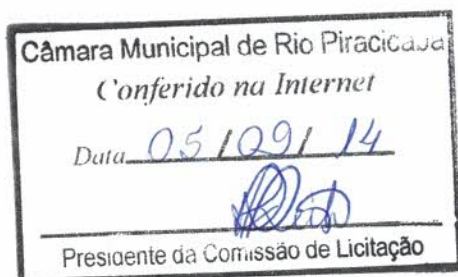 Câmara Municipal de Rio Piracicaba
Conferido na Internet
Data 05 / 09 / 14
Presidente da Comissão de Licitação